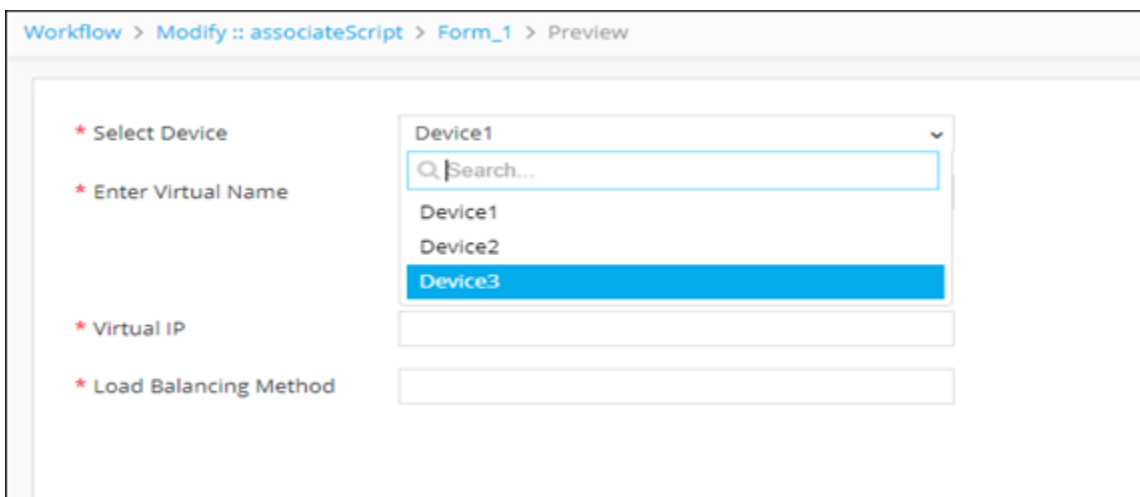 Workflow > Modify :: associateScript > Form_1 > Preview
* Select Device Device1
Search...
* Enter Virtual Name
Device1
Device2
Device3
* Virtual IP
* Load Balancing Method